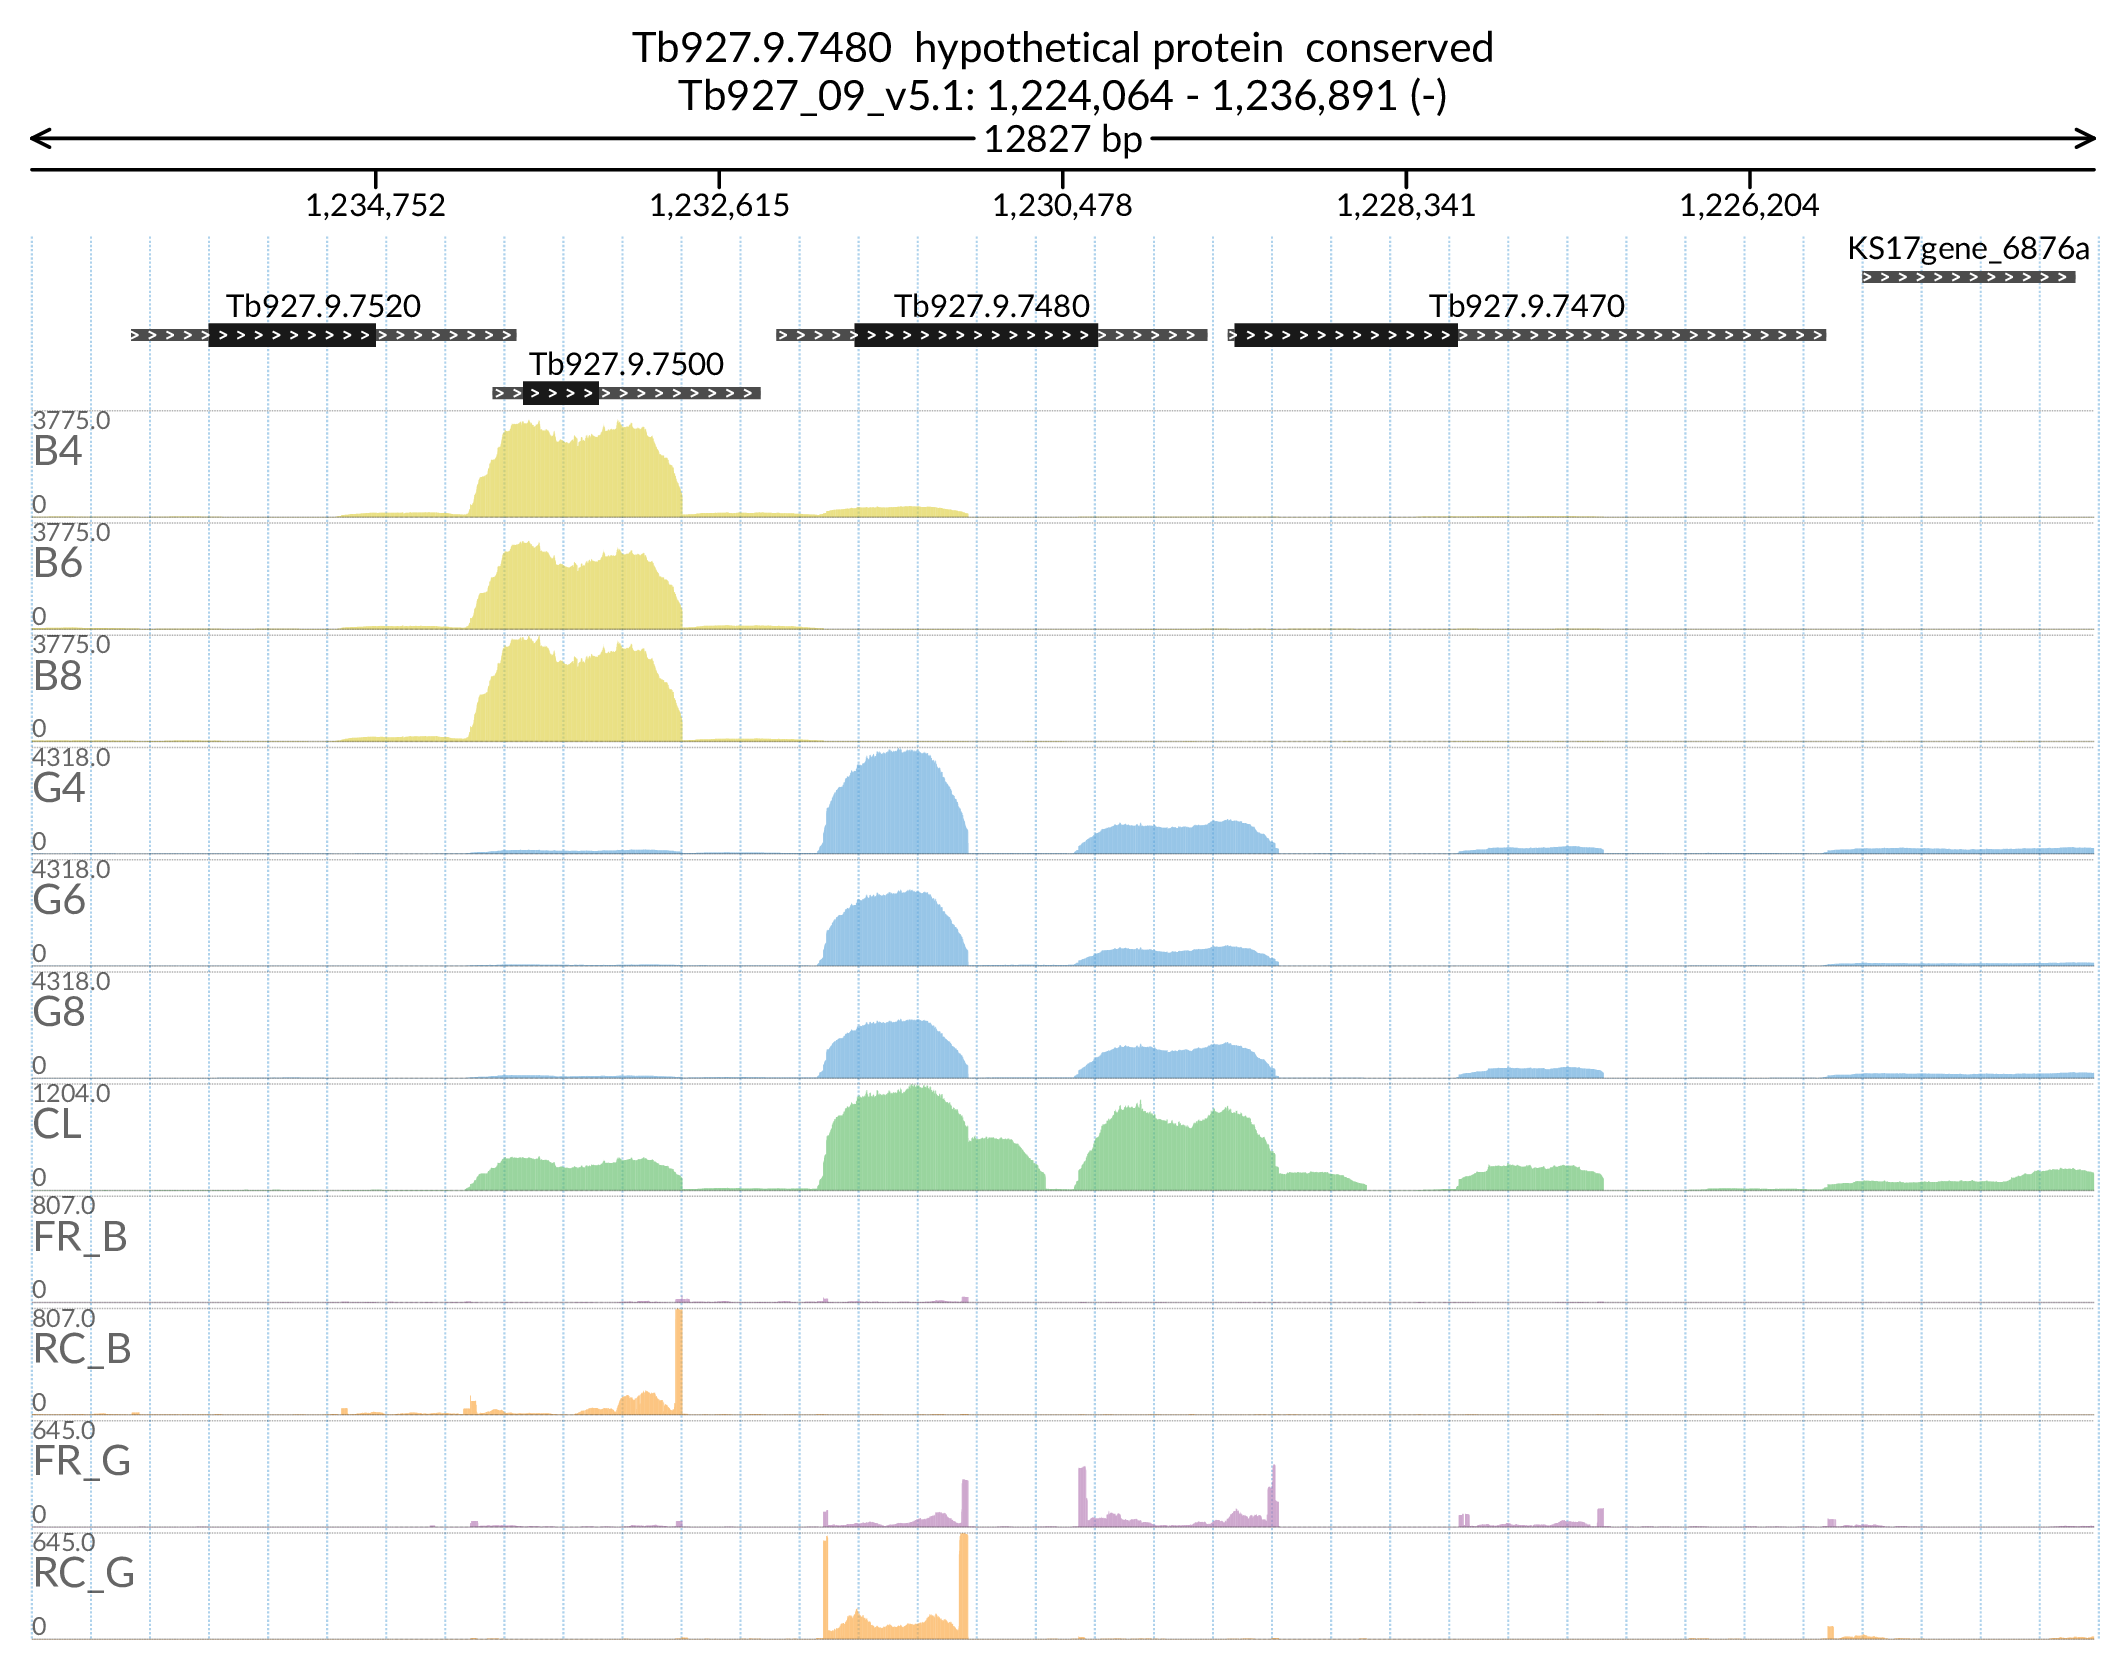 Tb927.9.7480 hypothetical protein conserved
Tb927_09_v5.1: 1,224,064 - 1,236,891 (-)
12827 bp
1,234,752 1,232,615 1,230,478 1,228,341 1,226,204
KS17gene_6876a
Tb927.9.7520 Tb927.9.7480 Tb927.9.7470
Tb927.9.7500
3775.0
B4
0
3775.0
B6
0
3775.0
B8
0
4318.0
G4
0
4318.0
G6
0
4318.0
G8
0
1204.0
CL
0
807.0
FR_B
0
807.0
RC_B
0
645.0
FR_G
0
645.0
RC_G
0